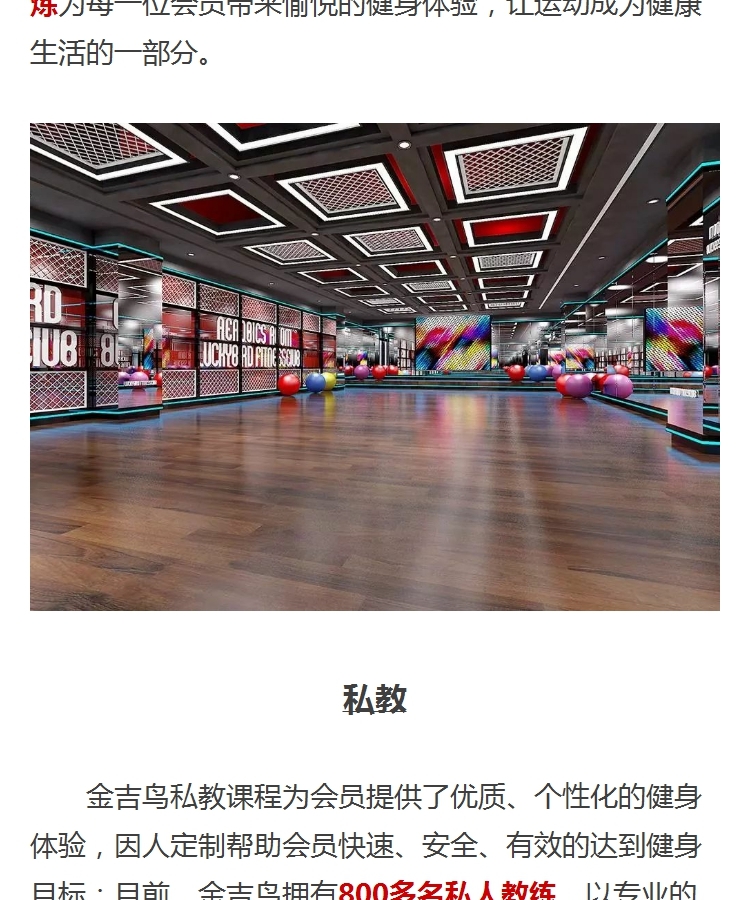 炼为每一位会员带来愉悦的健身体验，让运动成为健康
生活的一部分。
RD
IUB
AEROBICS ROOM
LUCKYBIRD FITNESSCLUB
私教
金吉鸟私教课程为会员提供了优质、个性化的健身
体验，因人定制帮助会员快速、安全、有效的达到健身
目标；目前，金吉鸟拥有800多名私人教练，以专业的